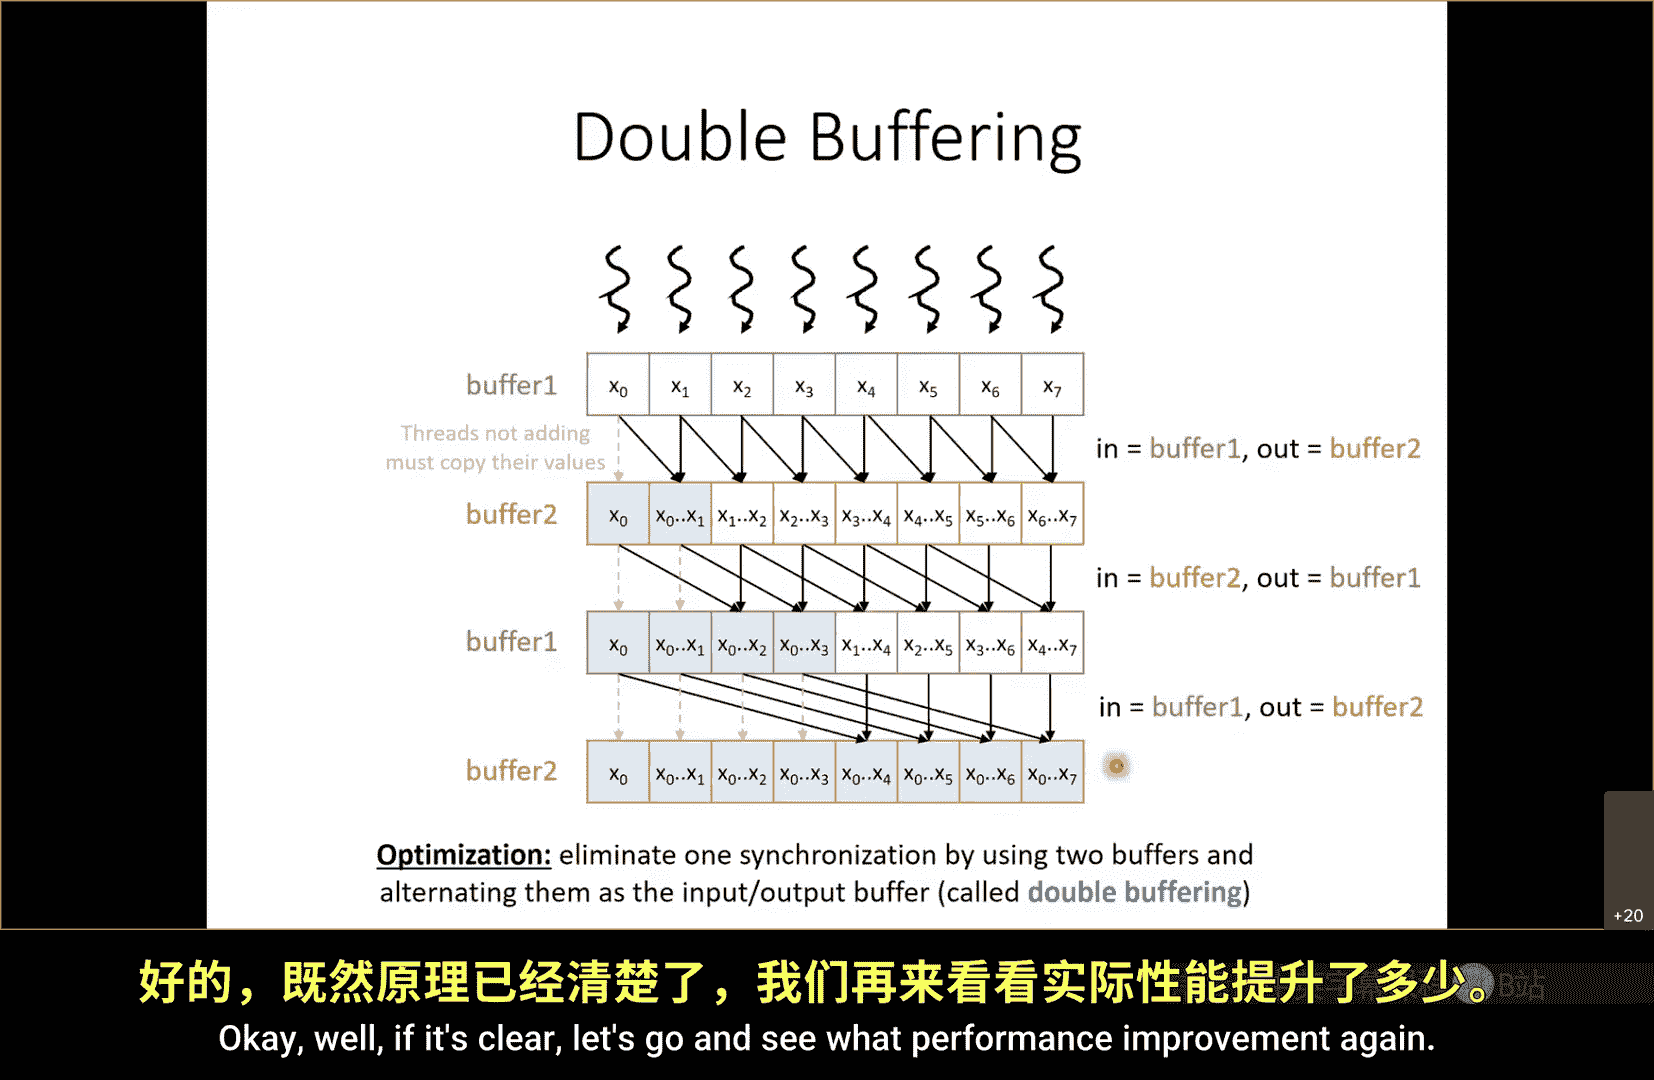 Double Buffering
buffer1
x₀ x₁ x₂ x₃ x₄ x₅ x₆ x₇
Threads not adding
must copy their values
in = buffer1, out = buffer2
buffer2
x₀ x₀..x₁ x₁..x₂ x₂..x₃ x₃..x₄ x₄..x₅ x₅..x₆ x₆..x₇
in = buffer2, out = buffer1
buffer1
x₀ x₀..x₁ x₀..x₂ x₀..x₃ x₁..x₄ x₂..x₅ x₃..x₆ x₄..x₇
in = buffer1, out = buffer2
buffer2
x₀ x₀..x₁ x₀..x₂ x₀..x₃ x₀..x₄ x₀..x₅ x₀..x₆ x₀..x₇
Optimization: eliminate one synchronization by using two buffers and
alternating them as the input/output buffer (called double buffering)
+20
好的，既然原理已经清楚了，我们再来看看实际性能提升了多少。
B站
Okay, well, if it's clear, let's go and see what performance improvement again.